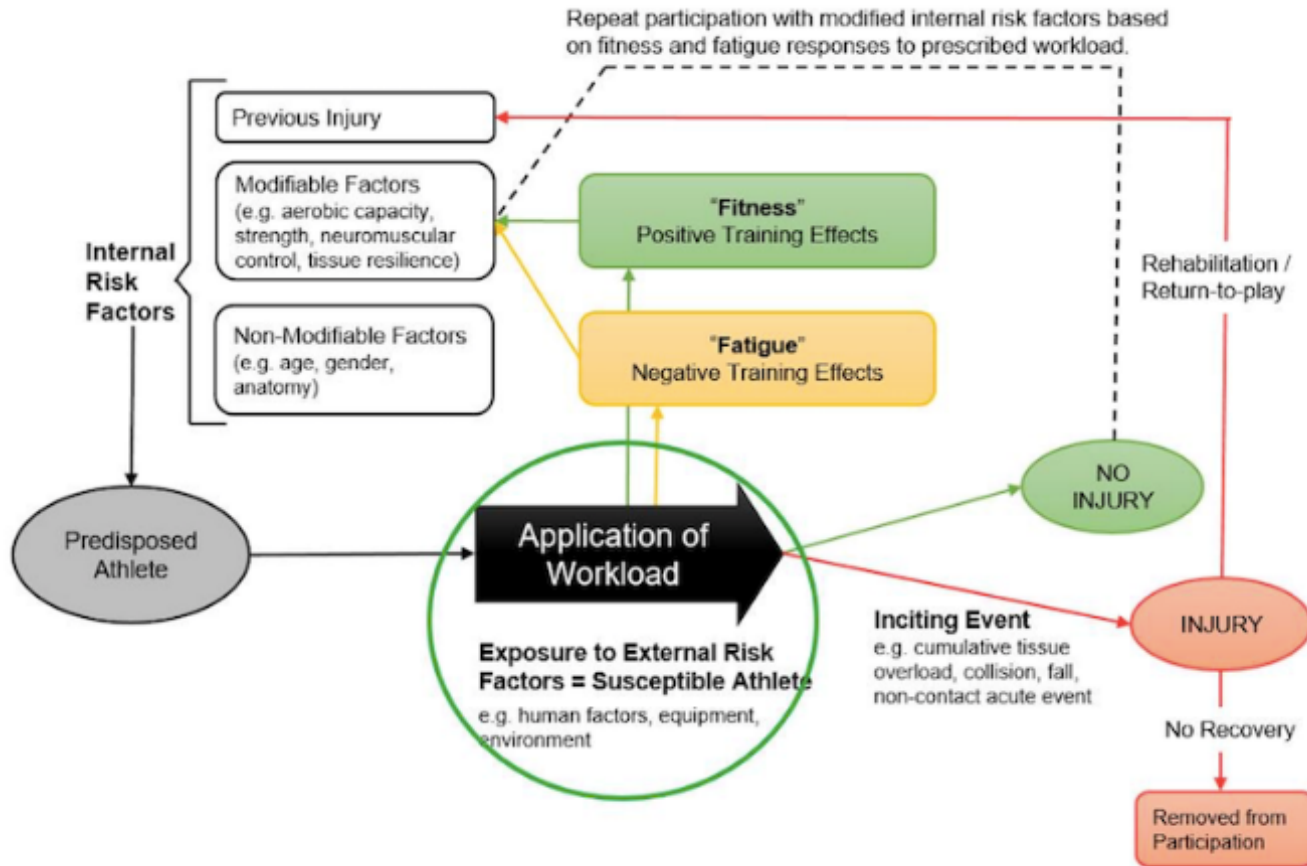 Repeat participation with modified internal risk factors based
on fitness and fatigue responses to prescribed workload.
Previous Injury
Modifiable Factors
(e.g. aerobic capacity,
strength, neuromuscular
control, tissue resilience)
Internal
Risk
Factors
Non-Modifiable Factors
(e.g. age, gender,
anatomy)
"Fitness"
Positive Training Effects
"Fatigue"
Negative Training Effects
Rehabilitation /
Return-to-play
Predisposed
Athlete
Application of
Workload
Exposure to External Risk
Factors = Susceptible Athlete
e.g. human factors, equipment,
environment
NO
INJURY
Inciting Event
e.g. cumulative tissue
overload, collision, fall,
non-contact acute event
INJURY
No Recovery
Removed from
Participation